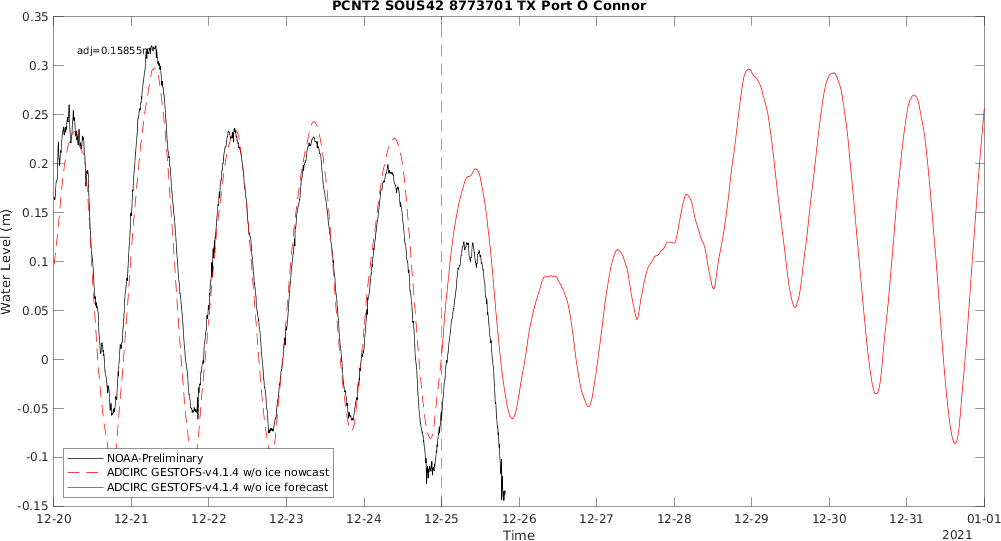 PCNT2 SOUS42 8773701 TX Port O Connor
0.35
0.3
0.25
0.2
0.15
0.1
0.05
0
-0.05
-0.1
-0.15
Water Level (m)
adj=0.15855m
NOAA-Preliminary
ADCIRC GESTOFS-v4.1.4 w/o ice nowcast
ADCIRC GESTOFS-v4.1.4 w/o ice forecast
12-20 12-21 12-22 12-23 12-24 12-25 12-26 12-27 12-28 12-29 12-30 12-31 01-01
Time
2021